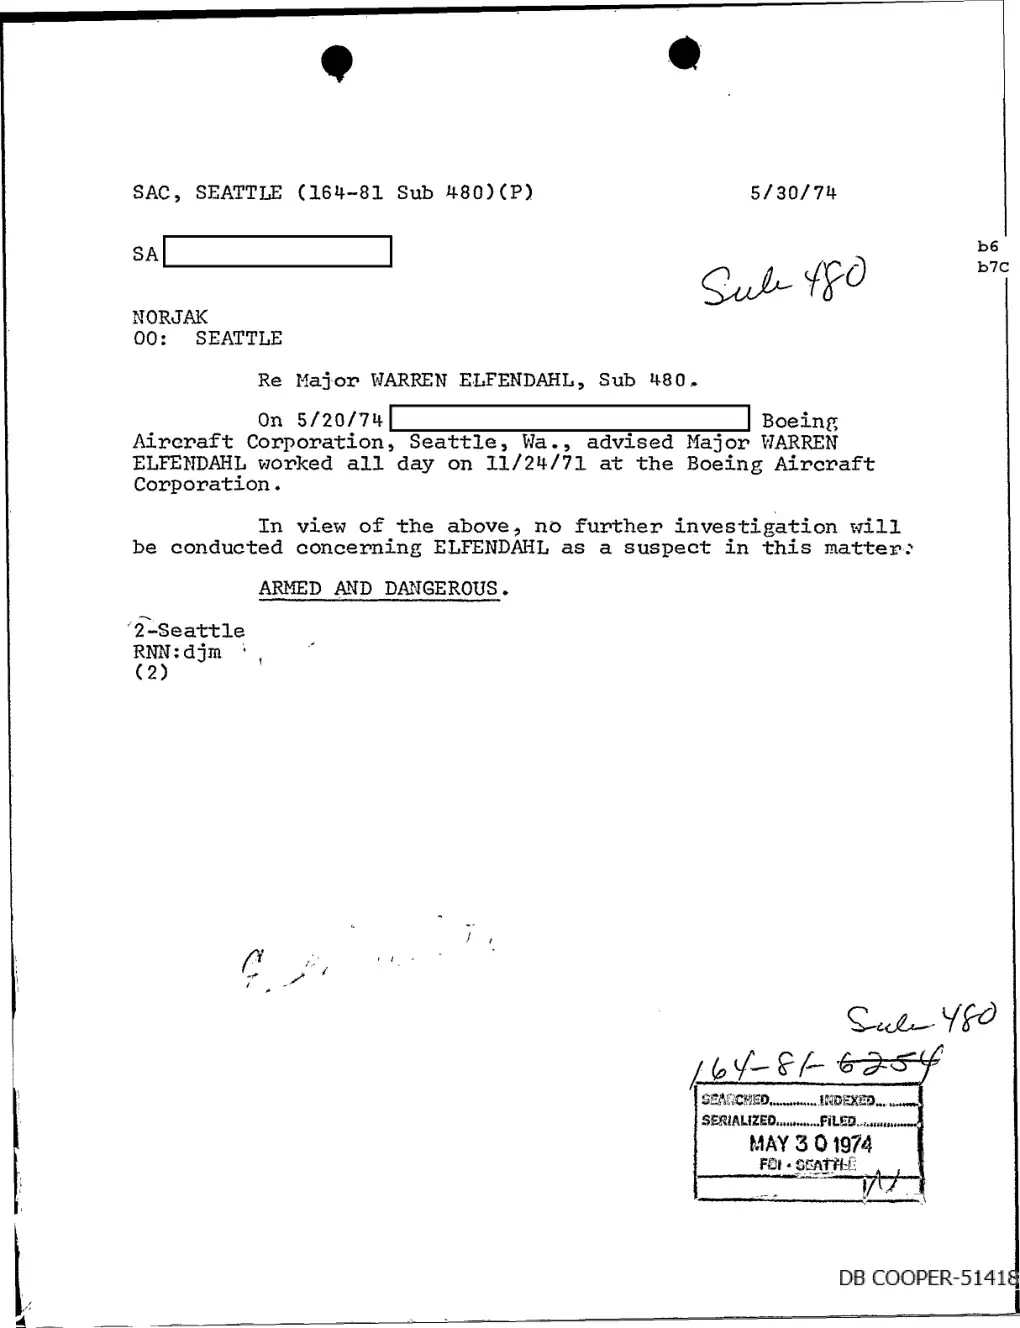 SAC, SEATTLE (164-81 Sub 480)(P) 5/30/74
SA
b6
b7C
Sub 480
NORJAK
OO: SEATTLE
Re Major WARREN ELFENDAHL, Sub 480.
On 5/20/74 Boeing
Aircraft Corporation, Seattle, Wa., advised Major WARREN
ELFENDAHL worked all day on 11/24/71 at the Boeing Aircraft
Corporation.
In view of the above, no further investigation will
be conducted concerning ELFENDAHL as a suspect in this matter.
ARMED AND DANGEROUS.
2-Seattle
RNN:djm
(2)
Sub 480
164-81-6254
SEARCHED............INDEXED............
SERIALIZED............FILED............
MAY 30 1974
FBI - SEATTLE
DB COOPER-51418